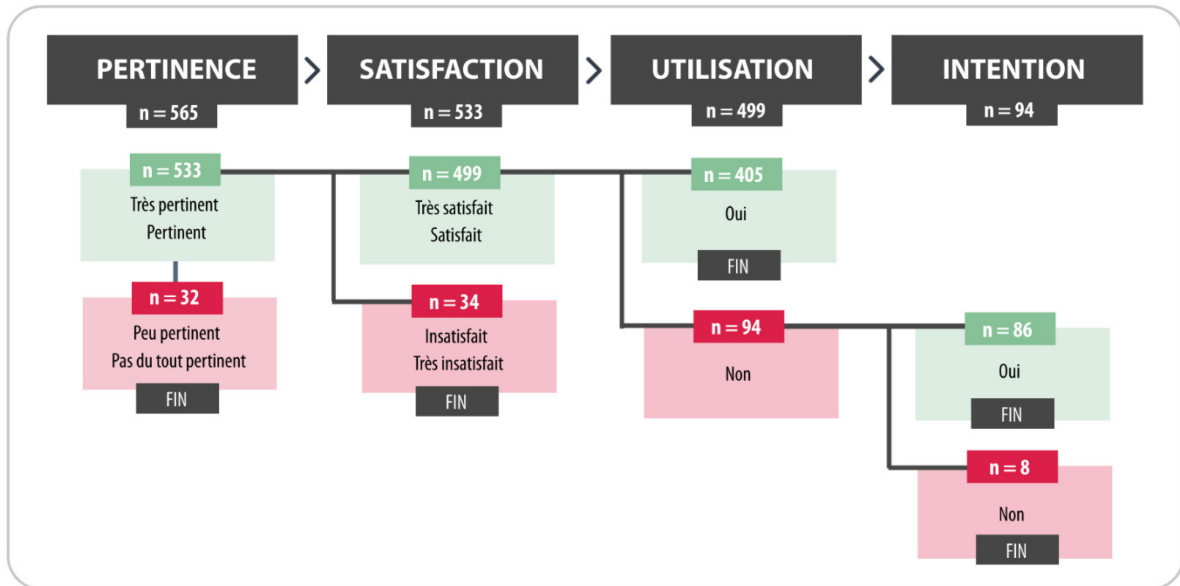 PERTINENCE
n = 565
n = 533
Très pertinent
Pertinent
n = 32
Peu pertinent
Pas du tout pertinent
FIN
SATISFACTION
n = 533
n = 499
Très satisfait
Satisfait
n = 34
Insatisfait
Très insatisfait
FIN
UTILISATION
n = 499
n = 405
Oui
FIN
n = 94
Non
INTENTION
n = 94
n = 86
Oui
FIN
n = 8
Non
FIN